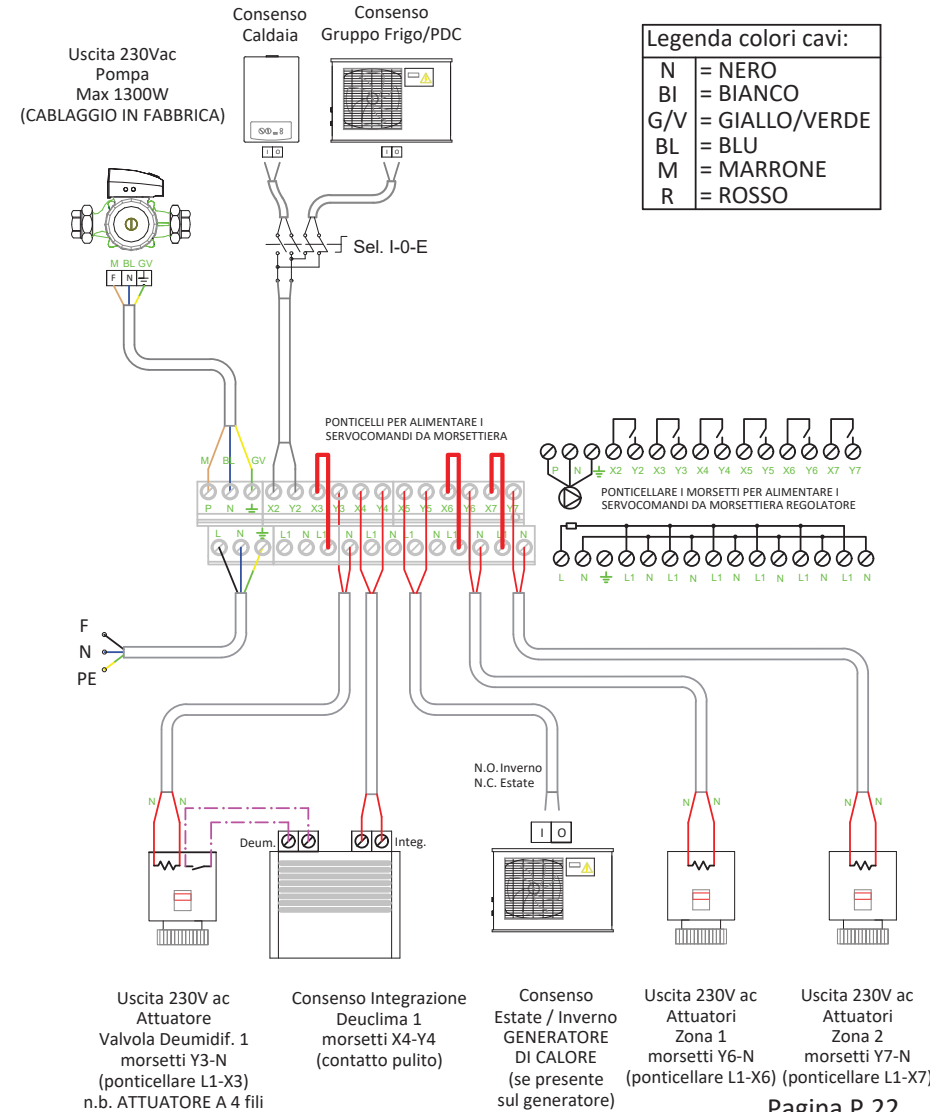 Consenso
Caldaia
Consenso
Gruppo Frigo/PDC
Uscita 230Vac
Pompa
Max 1300W
(CABLAGGIO IN FABBRICA)
Legenda colori cavi:
N = NERO
BI = BIANCO
G/V = GIALLO/VERDE
BL = BLU
M = MARRONE
R = ROSSO
I O
I O
Sel. I-0-E
M BL GV
F N
PONTICELLI PER ALIMENTARE I
SERVOCOMANDI DA MORSETTIERA
M BL GV
P N X2 Y2 X3 Y3 X4 Y4 X5 Y5 X6 Y6 X7 Y7
L N L1 N L1 N L1 N L1 N L1 N L1 N
P N X2 Y2 X3 Y3 X4 Y4 X5 Y5 X6 Y6 X7 Y7
PONTICELLARE I MORSETTI PER ALIMENTARE I
SERVOCOMANDI DA MORSETTIERA REGOLATORE
L N L1 N L1 N L1 N L1 N L1 N L1 N
F
N
PE
N.O. Inverno
N.C. Estate
N N
Deum.
Integ.
I O
N N
N N
Uscita 230V ac
Attuatore
Valvola Deumidif. 1
morsetti Y3-N
(ponticellare L1-X3)
n.b. ATTUATORE A 4 fili
Consenso Integrazione
Deuclima 1
morsetti X4-Y4
(contatto pulito)
Consenso
Estate / Inverno
GENERATORE
DI CALORE
(se presente
sul generatore)
Uscita 230V ac
Attuatori
Zona 1
morsetti Y6-N
(ponticellare L1-X6)
Uscita 230V ac
Attuatori
Zona 2
morsetti Y7-N
(ponticellare L1-X7)
Pagina P 22